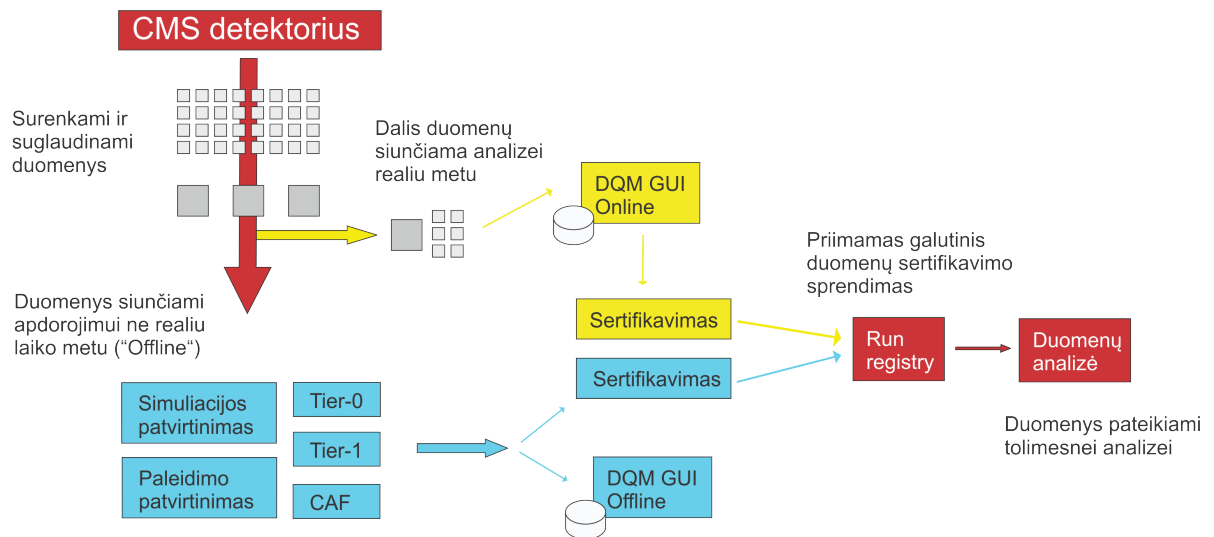 CMS detektorius
Surenkami ir
suglaudinami
duomenys
Dalis duomenų
siunčiama analizei
realiu metu
DQM GUI
Online
Duomenys siunčiami
apdorojimui ne realiu
laiko metu (“Offline“)
Priimamas galutinis
duomenų sertifikavimo
sprendimas
Sertifikavimas
Sertifikavimas
Run
registry
Duomenų
analizė
Duomenys pateikiami
tolimesnei analizei
Simuliacijos
patvirtinimas
Paleidimo
patvirtinimas
Tier-0
Tier-1
CAF
DQM GUI
Offline